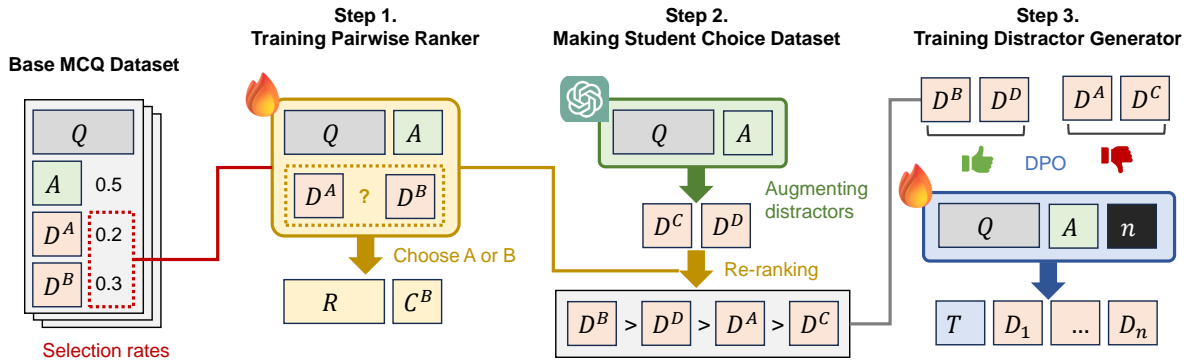 Base MCQ Dataset
Q
A 0.5
D^A 0.2
D^B 0.3
Selection rates
Step 1.
Training Pairwise Ranker
Q A
D^A ? D^B
Choose A or B
R C^B
Step 2.
Making Student Choice Dataset
Q A
Augmenting
distractors
D^C D^D
Re-ranking
D^B > D^D > D^A > D^C
Step 3.
Training Distractor Generator
D^B D^D D^A D^C
DPO
Q A n
T D_1 ... D_n